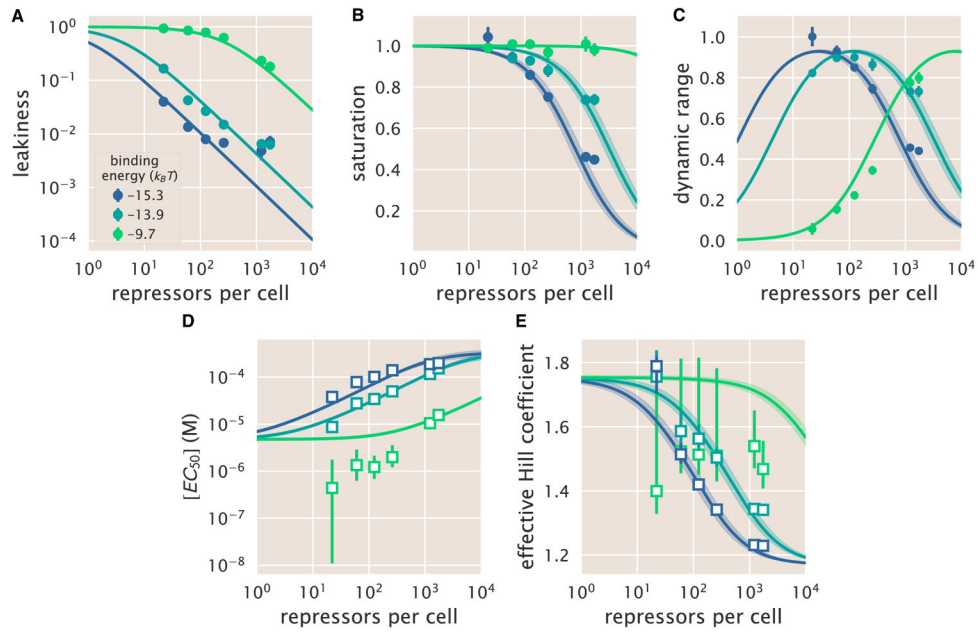 A
B
C
10⁰
10⁻¹
10⁻²
10⁻³
10⁻⁴
leakiness
binding
energy (k_BT)
−15.3
−13.9
−9.7
10⁰ 10¹ 10² 10³ 10⁴
repressors per cell
1.0
0.8
0.6
0.4
0.2
saturation
10⁰ 10¹ 10² 10³ 10⁴
repressors per cell
1.0
0.8
0.6
0.4
0.2
0.0
dynamic range
10⁰ 10¹ 10² 10³ 10⁴
repressors per cell
D
E
10⁻⁴
10⁻⁵
10⁻⁶
10⁻⁷
10⁻⁸
[EC₅₀] (M)
10⁰ 10¹ 10² 10³ 10⁴
repressors per cell
1.8
1.6
1.4
1.2
effective Hill coefficient
10⁰ 10¹ 10² 10³ 10⁴
repressors per cell